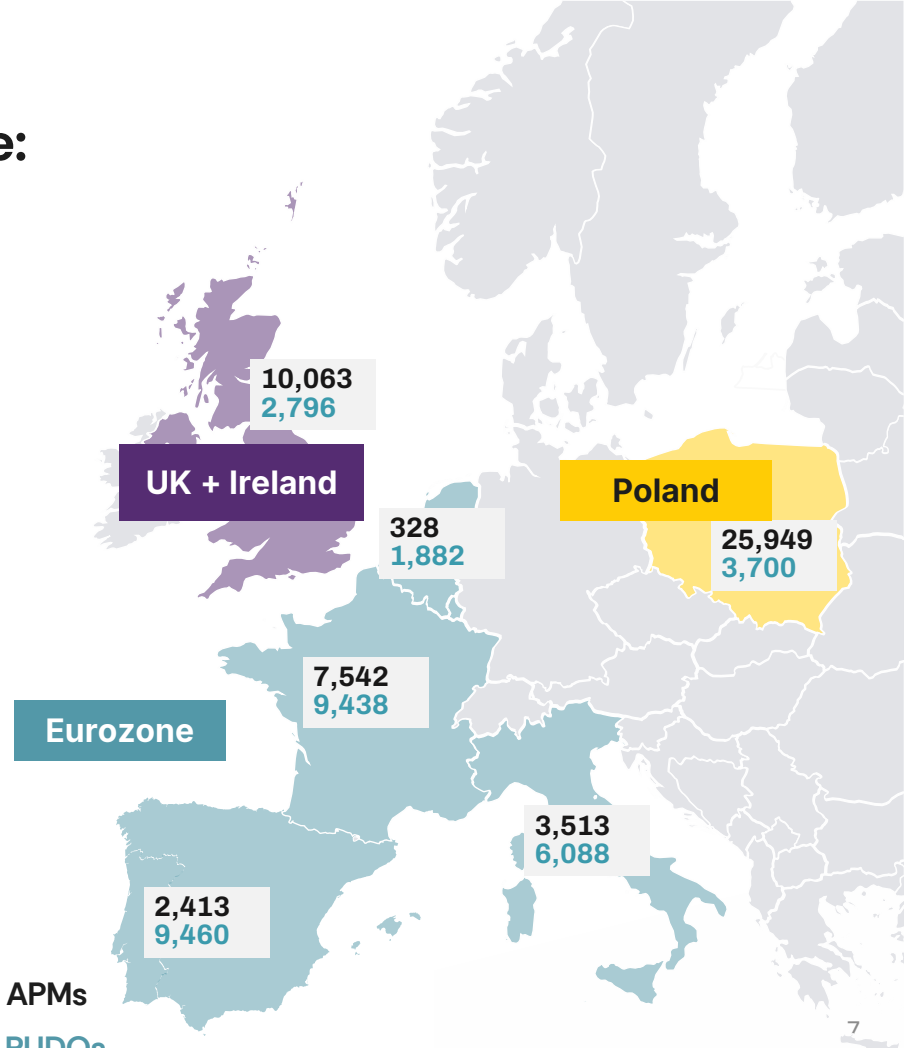 e:
10,063
2,796
UK + Ireland
Poland
328
1,882
25,949
3,700
7,542
9,438
Eurozone
3,513
6,088
2,413
9,460
APMs
PUDOs
7